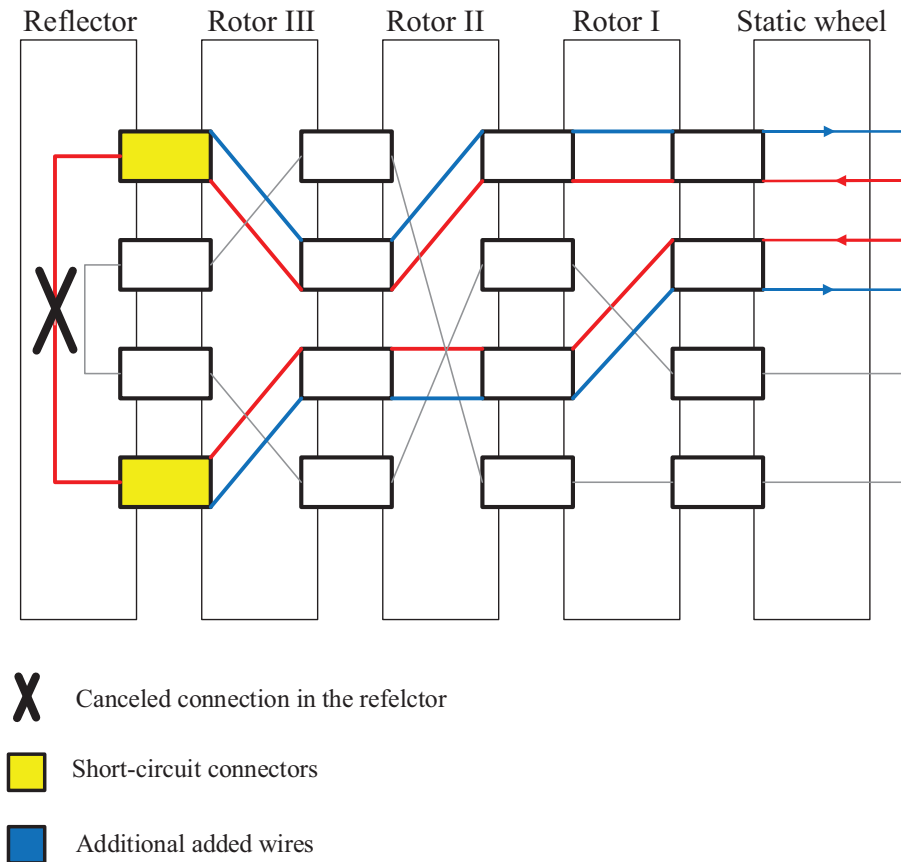 Reflector Rotor III Rotor II Rotor I Static wheel
Canceled connection in the refelctor
Short-circuit connectors
Additional added wires